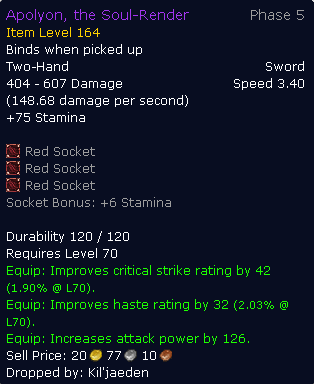 Apolyon, the Soul-Render Phase 5
Item Level 164
Binds when picked up
Two-Hand Sword
404 - 607 Damage Speed 3.40
(148.68 damage per second)
+75 Stamina
Red Socket
Red Socket
Red Socket
Socket Bonus: +6 Stamina
Durability 120 / 120
Requires Level 70
Equip: Improves critical strike rating by 42
(1.90% @ L70).
Equip: Improves haste rating by 32 (2.03% @
L70).
Equip: Increases attack power by 126.
Sell Price: 20 77 10
Dropped by: Kil'jaeden